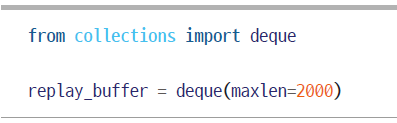 from collections import deque
replay_buffer = deque(maxlen=2000)